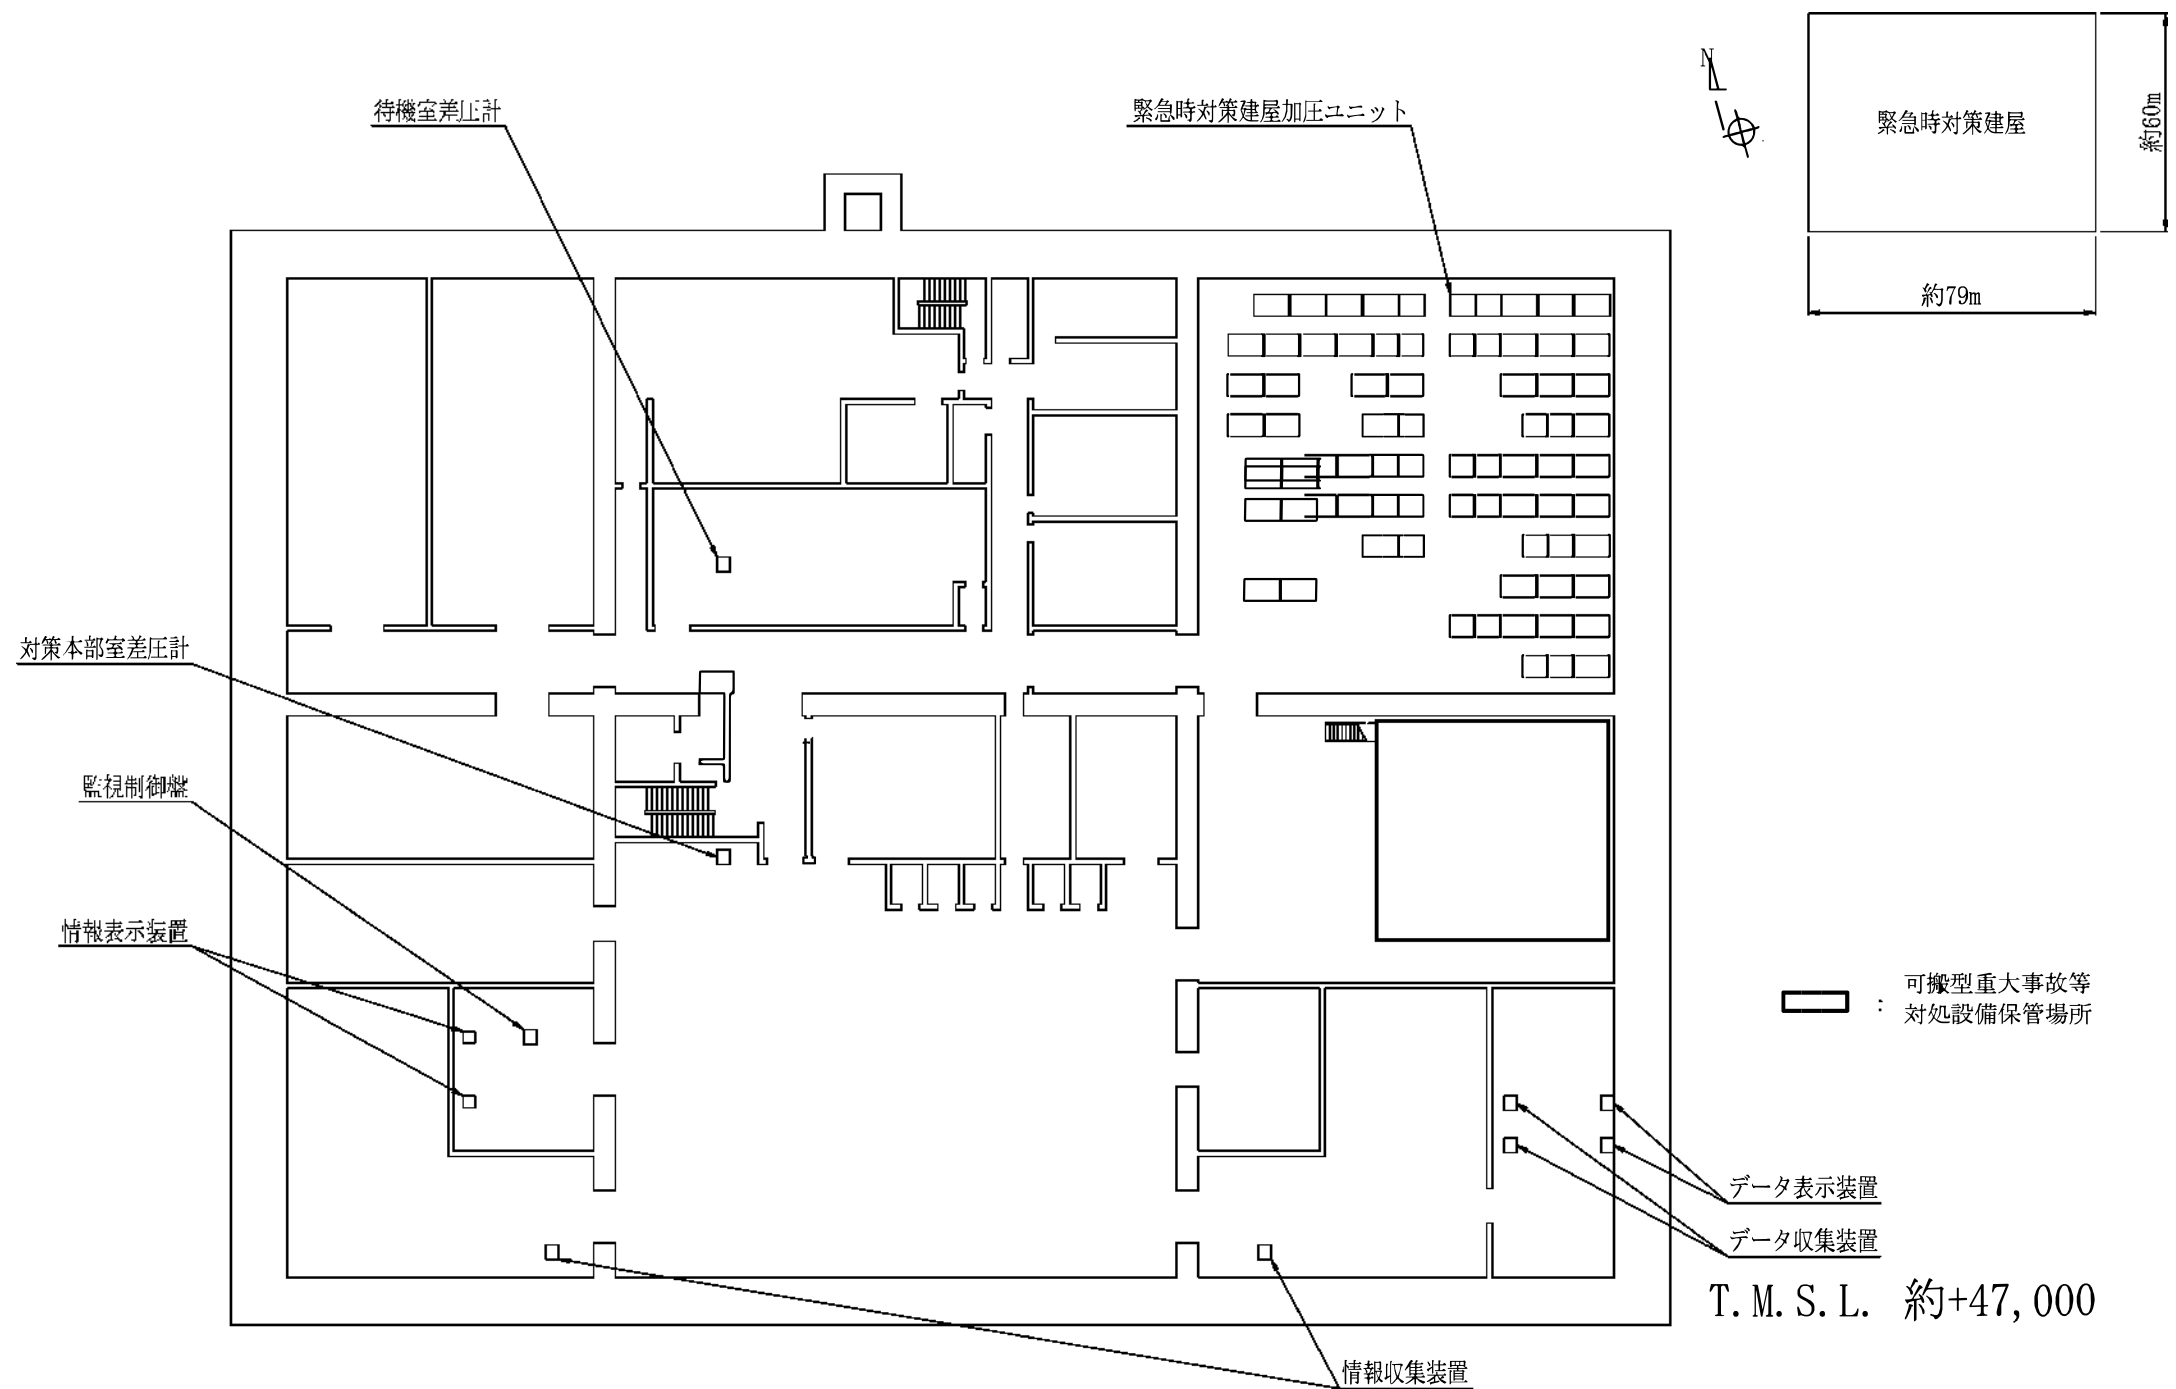 N
緊急時対策建屋
約60m
約79m
待機室差圧計
緊急時対策建屋加圧ユニット
対策本部室差圧計
監視制御盤
情報表示装置
可搬型重大事故等
：対処設備保管場所
データ表示装置
データ収集装置
T.M.S.L. 約+47,000
情報収集装置